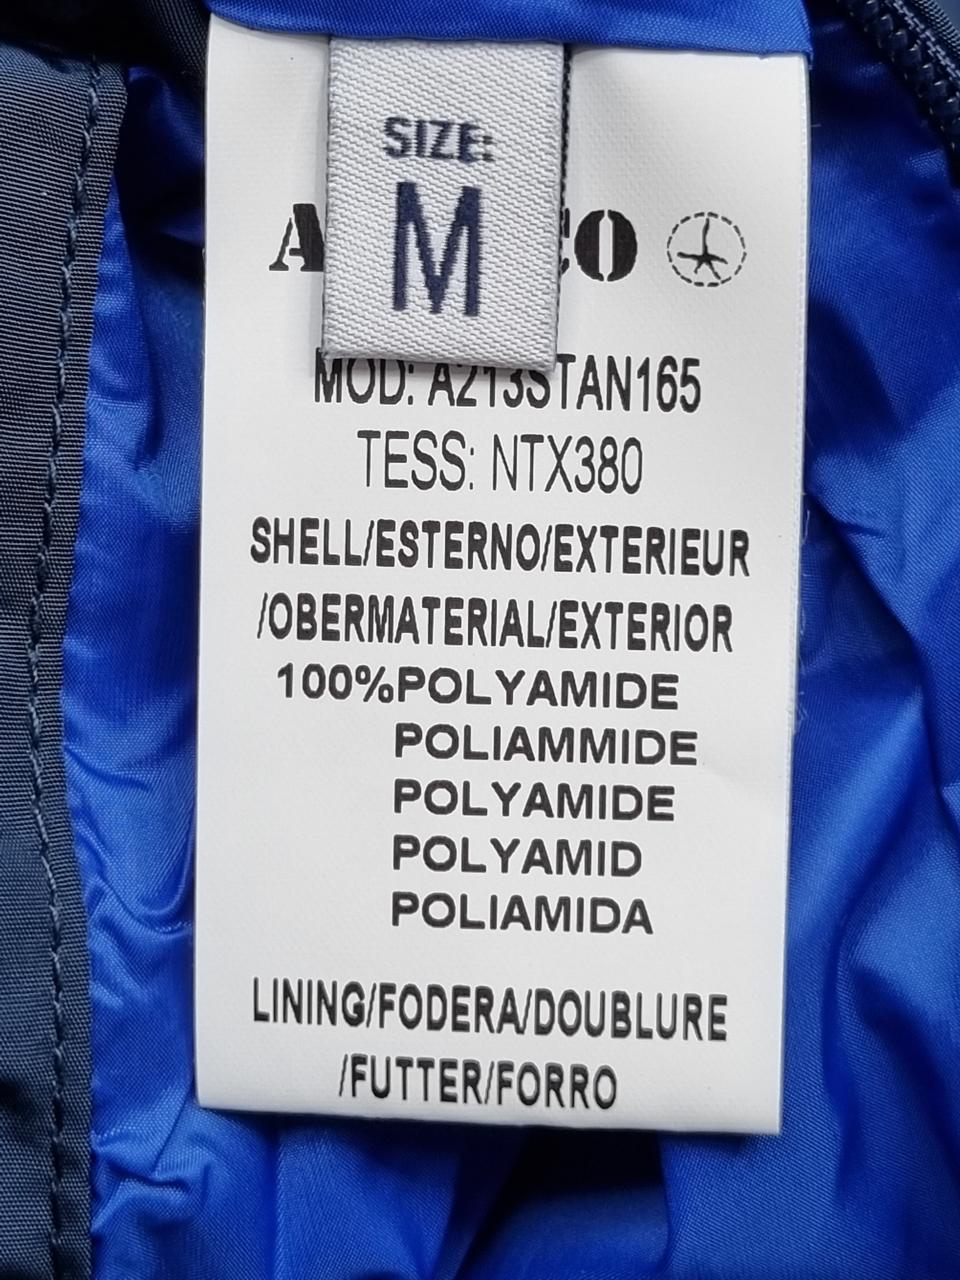 SIZE:
M
MOD: A213STAN165
TESS: NTX380
SHELL/ESTERNO/EXTERIEUR
/OBERMATERIAL/EXTERIOR
100%POLYAMIDE
POLIAMMIDE
POLYAMIDE
POLYAMID
POLIAMIDA
LINING/FODERA/DOUBLURE
/FUTTER/FORRO